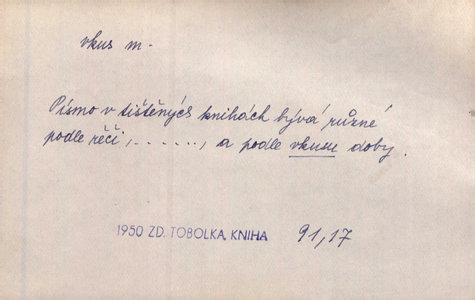 vkus m.
Písmo v tištěných knihách bývá různé
podle řeči, ......, a podle vkusu doby.
1950 ZD. TOBOLKA, KNIHA 91,17